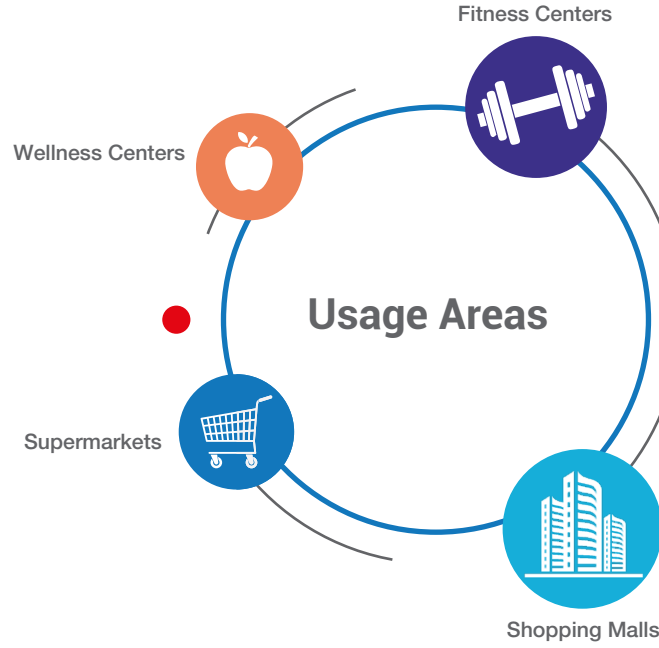 Fitness Centers
Wellness Centers
Usage Areas
Supermarkets
Shopping Malls